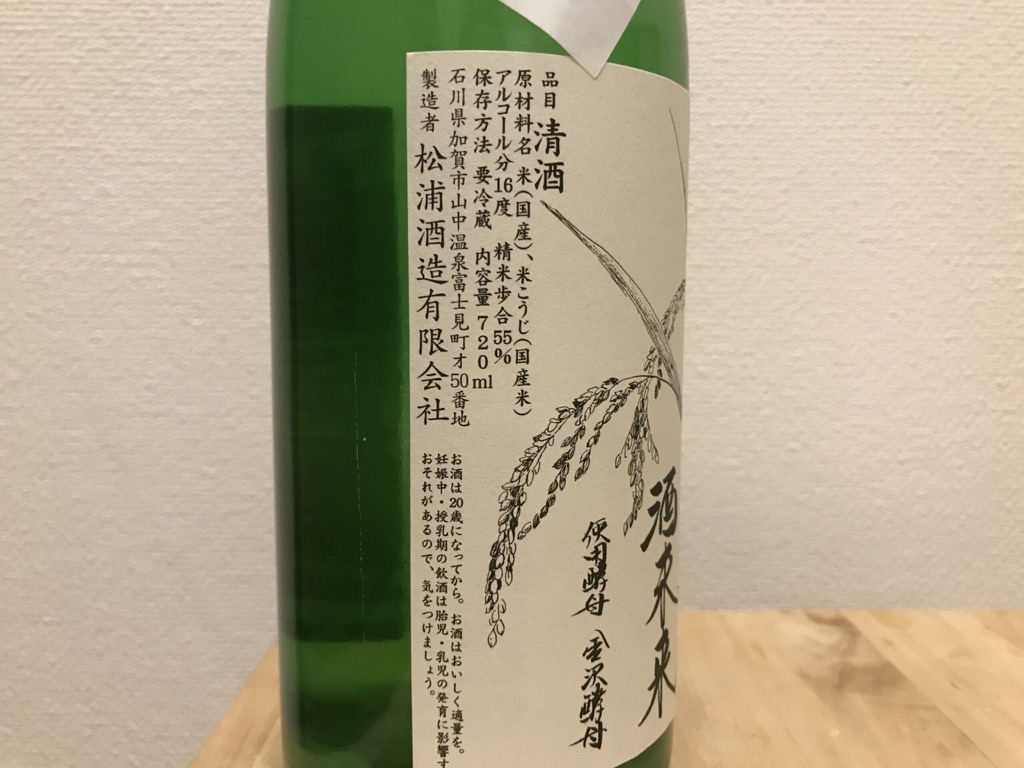 品目 清酒
原材料名 米(国産)、米こうじ(国産米)
アルコール分16度 精米歩合55%
保存方法 要冷蔵 内容量720ml
石川県加賀市山中温泉富士見町オ50番地
製造者 松浦酒造有限会社
お酒は20歳になってから。お酒はおいしく適量を。
妊娠中・授乳期の飲酒は胎児・乳児の発育に影響す
おそれがあるので、気をつけましょう。
酒未来
使用酵母 金沢酵母